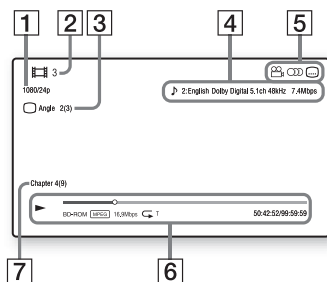 1 2 3 4 5
3
1080/24p
2:English Dolby Digital 5.1ch 48kHz 7.4Mbps
Angle 2(3)
Chapter 4(9)
BD-ROM MPEG 16,9Mbps T 50:42:52/99:59:59
7 6